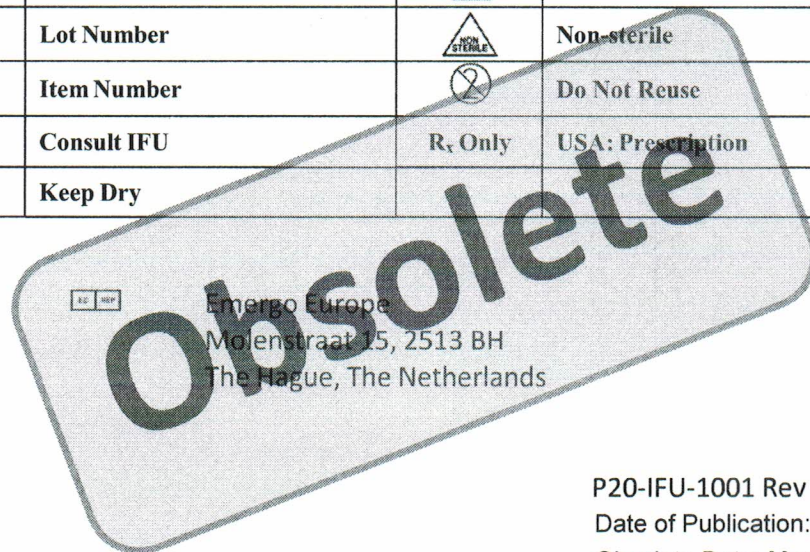 Lot Number NON STERILE Non-sterile
Item Number 2 Do Not Reuse
Consult IFU Rx Only USA: Prescription
Keep Dry
Obsolete
EC REP Emergo Europe
Molenstraat 15, 2513 BH
The Hague, The Netherlands
P20-IFU-1001 Rev
Date of Publication: